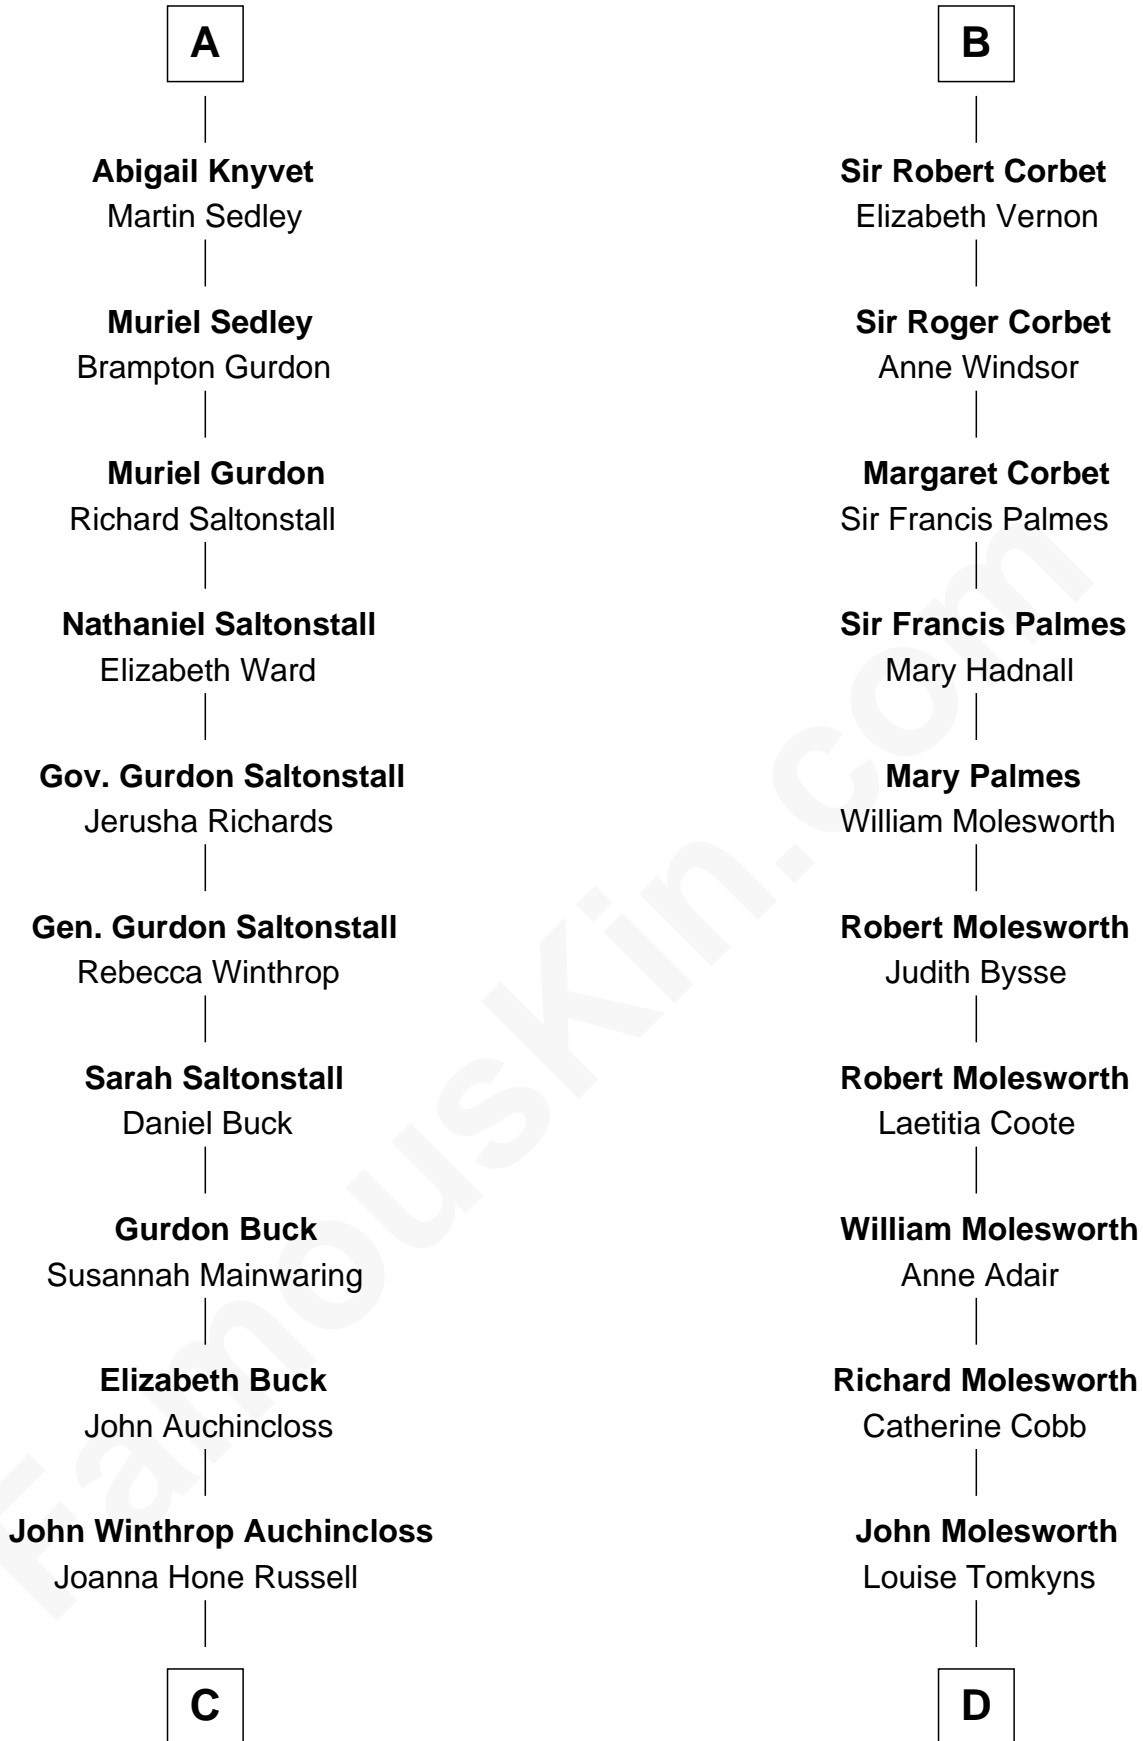 A
Abigail Knyvet
Martin Sedley
Muriel Sedley
Brampton Gurdon
Muriel Gurdon
Richard Saltonstall
Nathaniel Saltonstall
Elizabeth Ward
Gov. Gurdon Saltonstall
Jerusha Richards
Gen. Gurdon Saltonstall
Rebecca Winthrop
Sarah Saltonstall
Daniel Buck
Gurdon Buck
Susannah Mainwaring
Elizabeth Buck
John Auchincloss
John Winthrop Auchincloss
Joanna Hone Russell
C
B
Sir Robert Corbet
Elizabeth Vernon
Sir Roger Corbet
Anne Windsor
Margaret Corbet
Sir Francis Palmes
Sir Francis Palmes
Mary Hadnall
Mary Palmes
William Molesworth
Robert Molesworth
Judith Bysse
Robert Molesworth
Laetitia Coote
William Molesworth
Anne Adair
Richard Molesworth
Catherine Cobb
John Molesworth
Louise Tomkyns
D
FamousKin.com